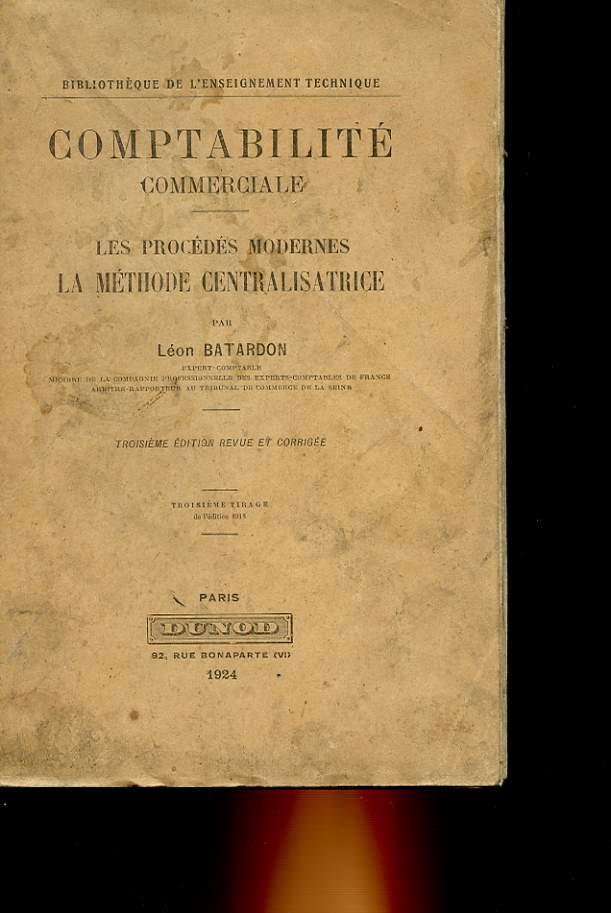 BIBLIOTHÈQUE DE L'ENSEIGNEMENT TECHNIQUE
COMPTABILITÉ
COMMERCIALE
LES PROCÉDÉS MODERNES
LA MÉTHODE CENTRALISATRICE
PAR
Léon BATARDON
EXPERT-COMPTABLE
MEMBRE DE LA COMPAGNIE PROFESSIONNELLE DES EXPERTS-COMPTABLES DE FRANCE
ARBITRE-RAPPORTEUR AU TRIBUNAL DE COMMERCE DE LA SEINE
TROISIÈME ÉDITION REVUE ET CORRIGÉE
TROISIÈME TIRAGE
de l'édition
PARIS
DUNOD
92, RUE BONAPARTE (VI)
1924